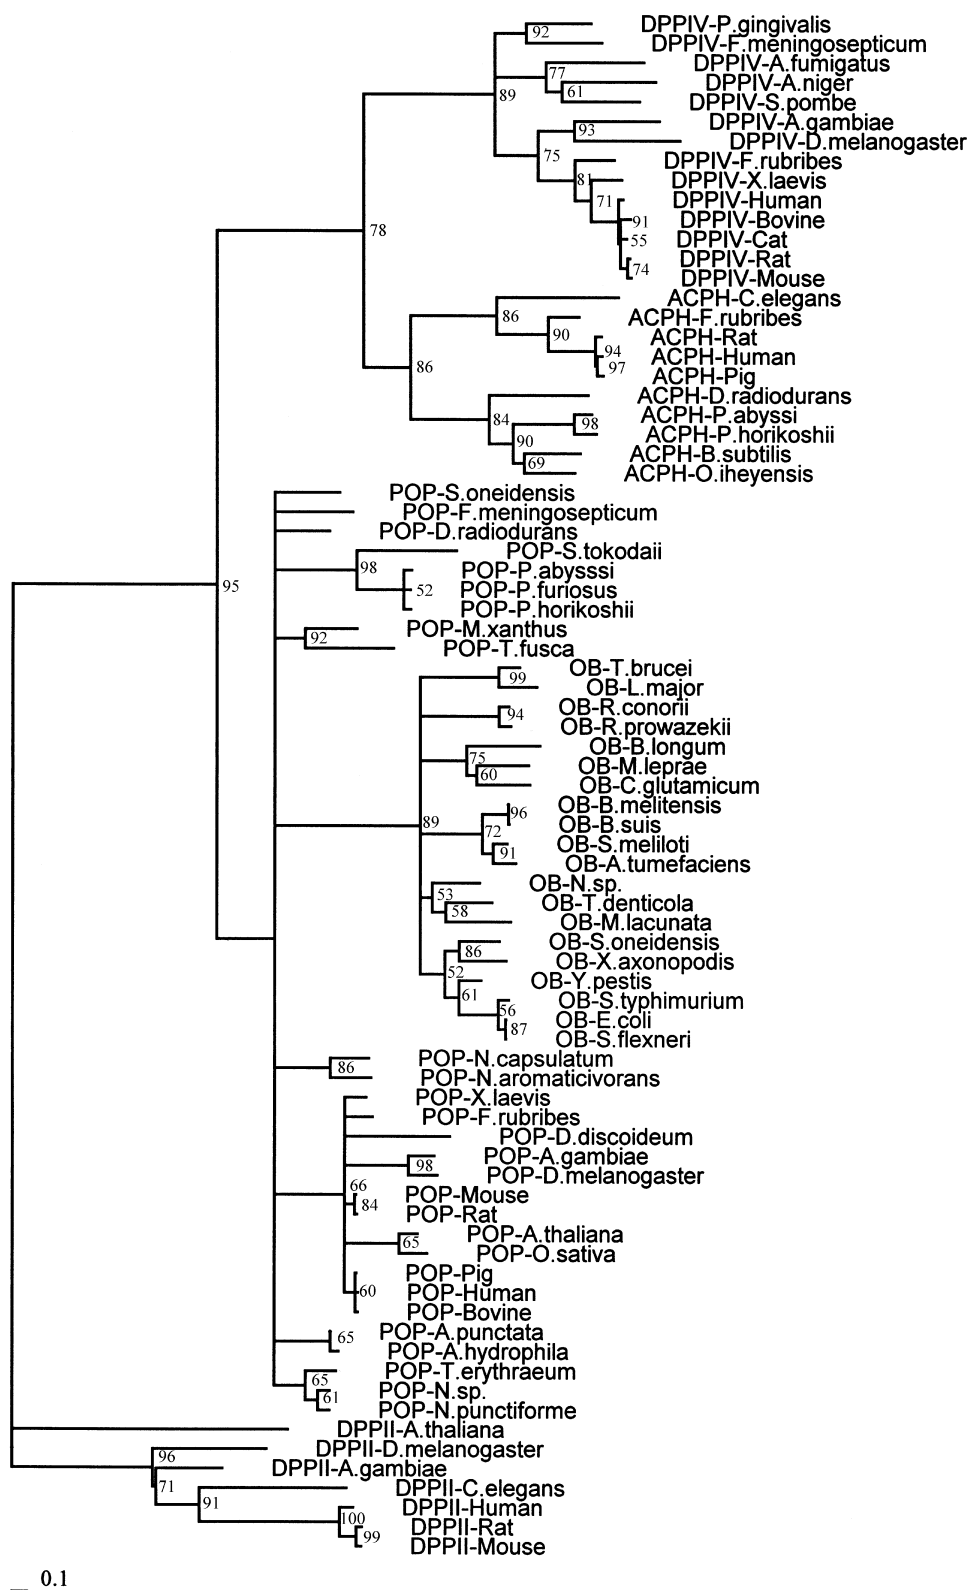 DPPIV-P.gingivalis
92
DPPIV-F.meningosepticum
DPPIV-A.fumigatus
77
DPPIV-A.niger
61
89
DPPIV-S.pombe
DPPIV-A.gambiae
93
DPPIV-D.melanogaster
75
DPPIV-F.rubribes
81
DPPIV-X.laevis
71
DPPIV-Human
91
DPPIV-Bovine
78
55
DPPIV-Cat
DPPIV-Rat
74
DPPIV-Mouse
ACPH-C.elegans
86
ACPH-F.rubribes
90
ACPH-Rat
94
ACPH-Human
86
97
ACPH-Pig
ACPH-D.radiodurans
84
ACPH-P.abyssi
98
ACPH-P.horikoshii
90
ACPH-B.subtilis
69
ACPH-O.iheyensis
POP-S.oneidensis
POP-F.meningosepticum
POP-D.radiodurans
POP-S.tokodaii
98
POP-P.abysssi
95
52
POP-P.furiosus
POP-P.horikoshii
POP-M.xanthus
92
POP-T.fusca
OB-T.brucei
99
OB-L.major
OB-R.conorii
94
OB-R.prowazekii
OB-B.longum
75
OB-M.leprae
60
OB-C.glutamicum
OB-B.melitensis
96
89
OB-B.suis
72
OB-S.meliloti
91
OB-A.tumefaciens
OB-N.sp.
53
OB-T.denticola
58
OB-M.lacunata
OB-S.oneidensis
86
OB-X.axonopodis
52
OB-Y.pestis
61
OB-S.typhimurium
56
OB-E.coli
87
OB-S.flexneri
POP-N.capsulatum
86
POP-N.aromaticivorans
POP-X.laevis
POP-F.rubribes
POP-D.discoideum
POP-A.gambiae
98
POP-D.melanogaster
66
POP-Mouse
84
POP-Rat
POP-A.thaliana
65
POP-O.sativa
POP-Pig
60
POP-Human
POP-Bovine
POP-A.punctata
65
POP-A.hydrophila
POP-T.erythraeum
65
POP-N.sp.
61
POP-N.punctiforme
DPPII-A.thaliana
DPPII-D.melanogaster
96
DPPII-A.gambiae
71
DPPII-C.elegans
91
DPPII-Human
100
DPPII-Rat
99
DPPII-Mouse
0.1